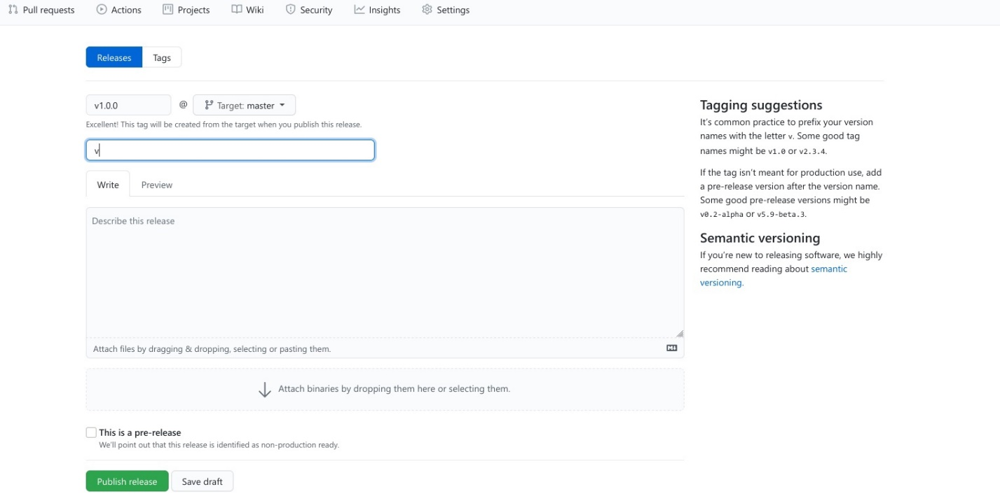 Pull requests Actions Projects Wiki Security Insights Settings
Releases Tags
v1.0.0 @ Target: master
Excellent! This tag will be created from the target when you publish this release.
v
Write Preview
Describe this release
Attach files by dragging & dropping, selecting or pasting them.
Attach binaries by dropping them here or selecting them.
This is a pre-release
We'll point out that this release is identified as non-production ready.
Publish release Save draft
Tagging suggestions
It's common practice to prefix your version
names with the letter v. Some good tag
names might be v1.0 or v2.3.4.
If the tag isn't meant for production use, add
a pre-release version after the version name.
Some good pre-release versions might be
v0.2-alpha or v5.9-beta.3.
Semantic versioning
If you're new to releasing software, we highly
recommend reading about semantic
versioning.